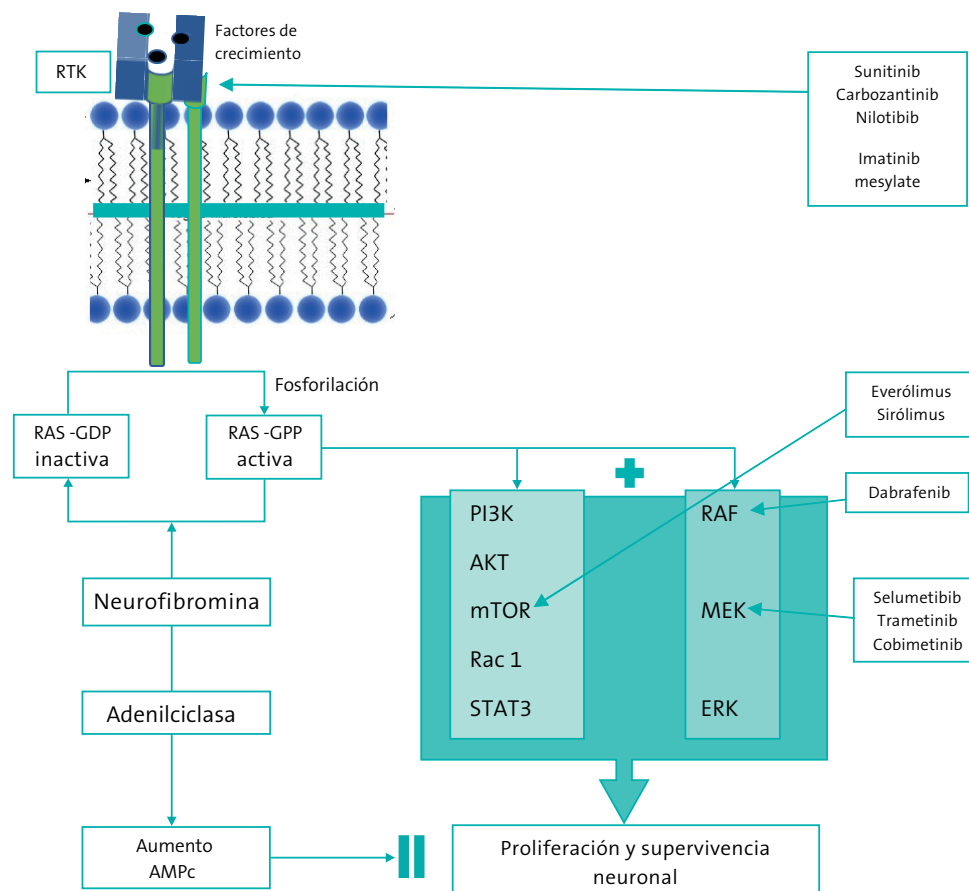 Factores de
crecimiento
RTK
Sunitinib
Carbozantinib
Nilotibib
Imatinib
mesylate
Fosforilación
RAS -GDP
inactiva
RAS -GPP
activa
Everólimus
Sirólimus
PI3K
AKT
mTOR
Rac 1
STAT3
RAF
MEK
ERK
Dabrafenib
Selumetibib
Trametinib
Cobimetinib
Neurofibromina
Adenilciclasa
Aumento
AMPc
Proliferación y supervivencia
neuronal